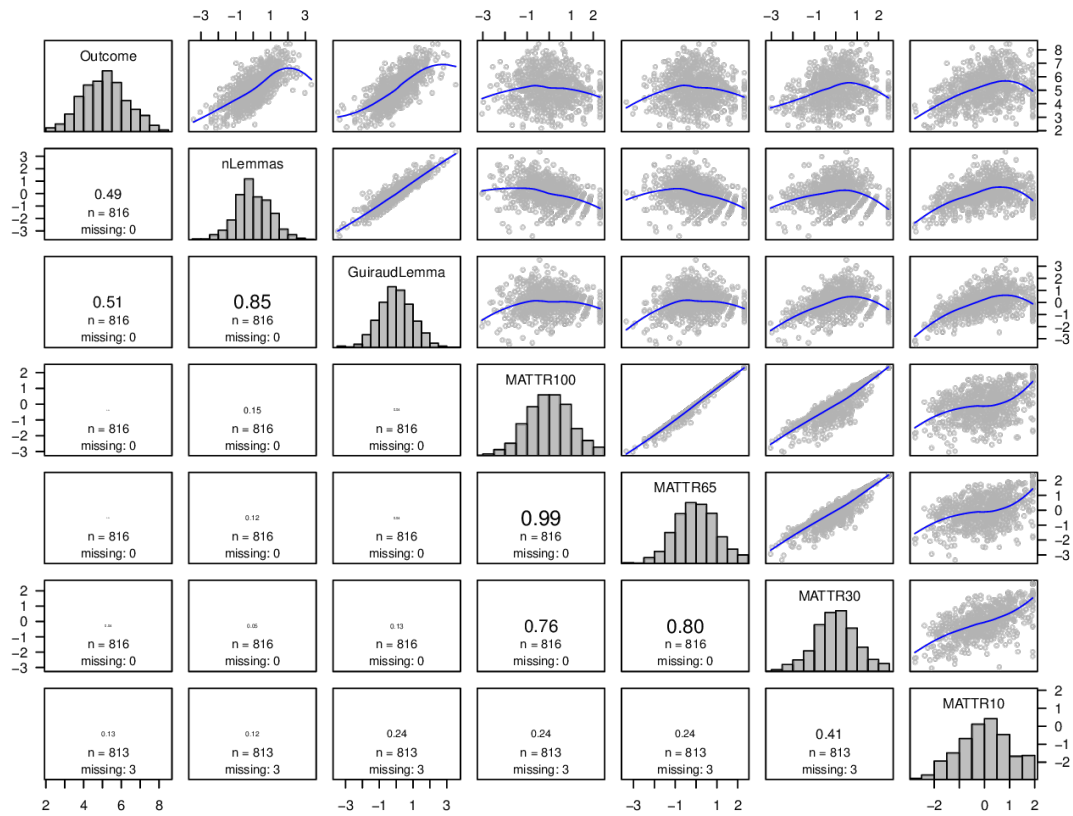 -3 -1 1 3 -3 -1 1 2 -3 -1 1 2
Outcome
8
7
6
5
4
3
2
3
2
1
0
-1
-2
-3
0.49
n = 816
missing: 0
nLemmas
0.51
n = 816
missing: 0
0.85
n = 816
missing: 0
GuiraudLemma
3
2
1
0
-1
-2
-3
2
1
0
-1
-2
-3
n = 816
missing: 0
0.15
n = 816
missing: 0
n = 816
missing: 0
MATTR100
n = 816
missing: 0
0.12
n = 816
missing: 0
n = 816
missing: 0
0.99
n = 816
missing: 0
MATTR65
2
1
0
-1
-2
-3
2
1
0
-1
-2
-3
n = 816
missing: 0
0.05
n = 816
missing: 0
0.13
n = 816
missing: 0
0.76
n = 816
missing: 0
0.80
n = 816
missing: 0
MATTR30
0.13
n = 813
missing: 3
0.12
n = 813
missing: 3
0.24
n = 813
missing: 3
0.24
n = 813
missing: 3
0.24
n = 813
missing: 3
0.41
n = 813
missing: 3
MATTR10
2
1
0
-1
-2
2 4 6 8 -3 -1 1 3 -3 -1 1 2 -2 0 1 2